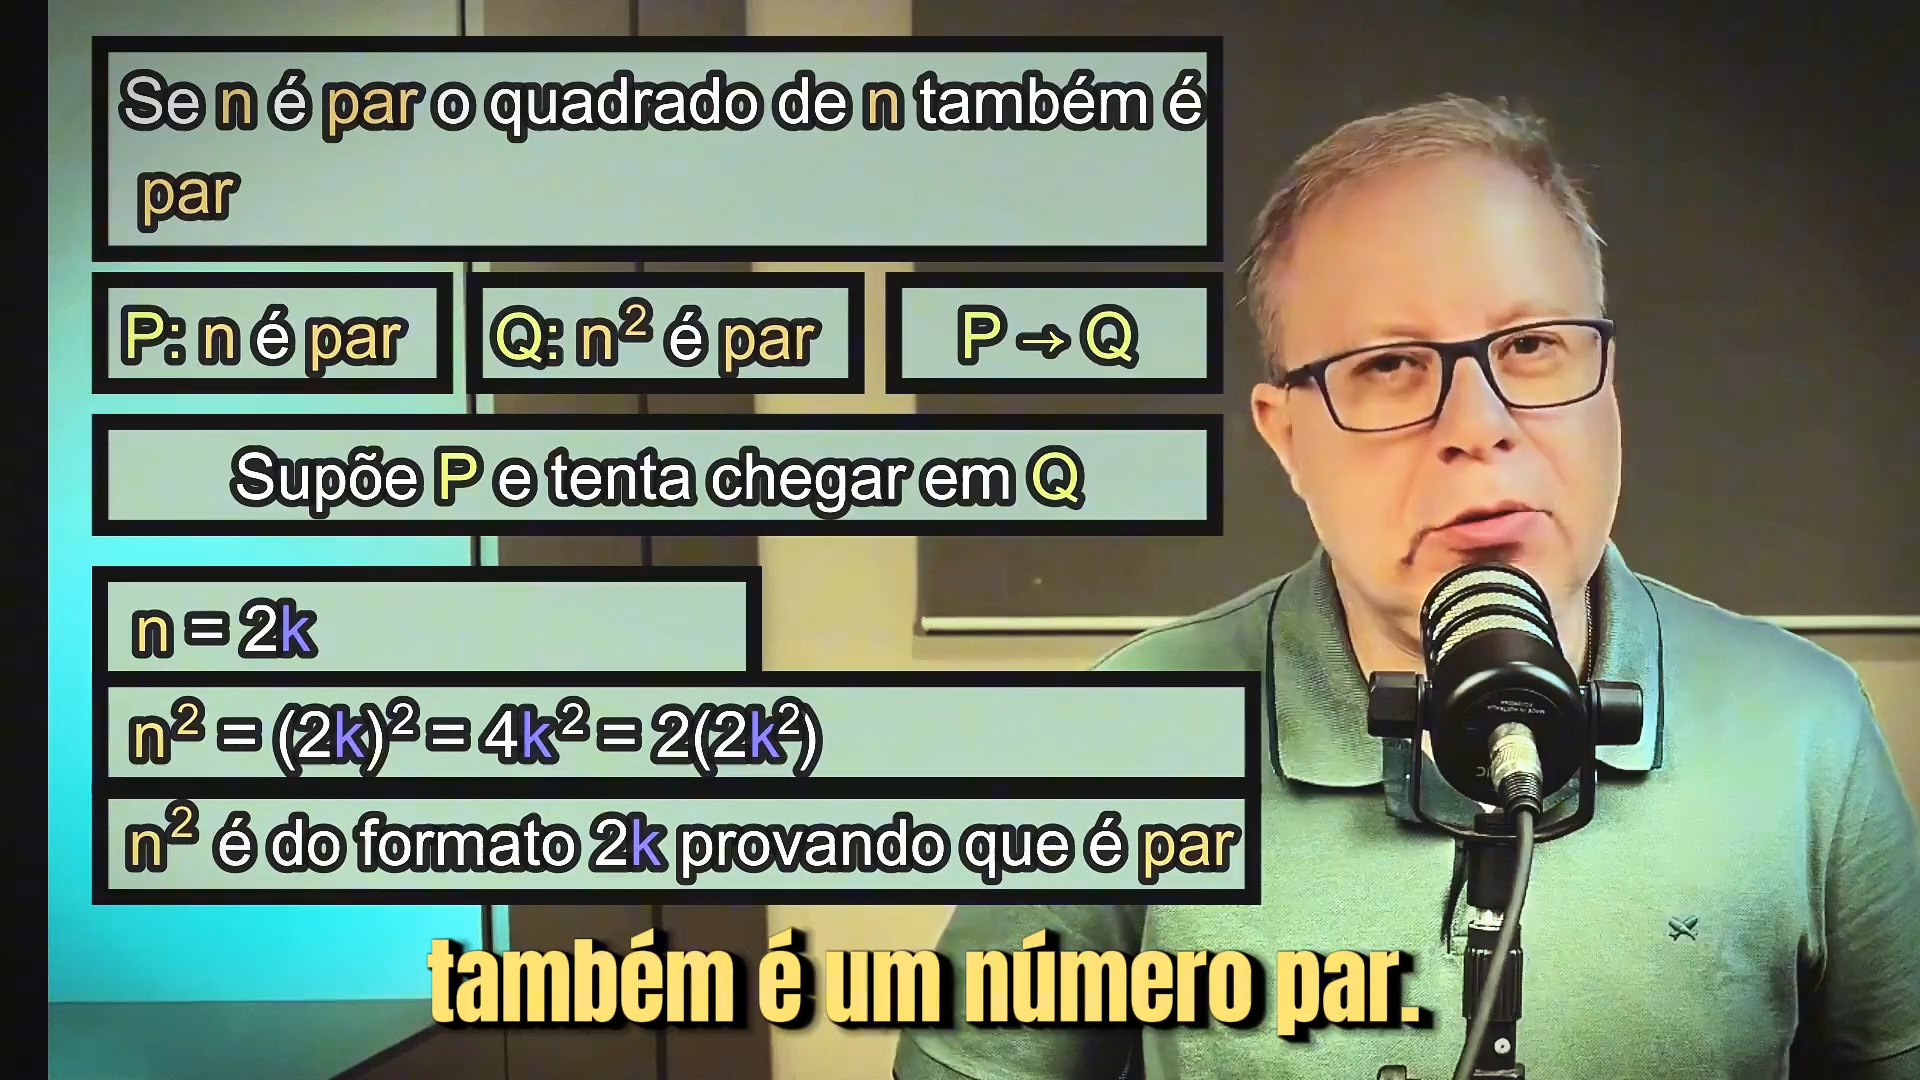 Se n é par o quadrado de n também é
par
P: n é par
Q: n² é par
P → Q
Supõe P e tenta chegar em Q
n = 2k
n² = (2k)² = 4k² = 2(2k²)
n² é do formato 2k provando que é par
também é um número par.